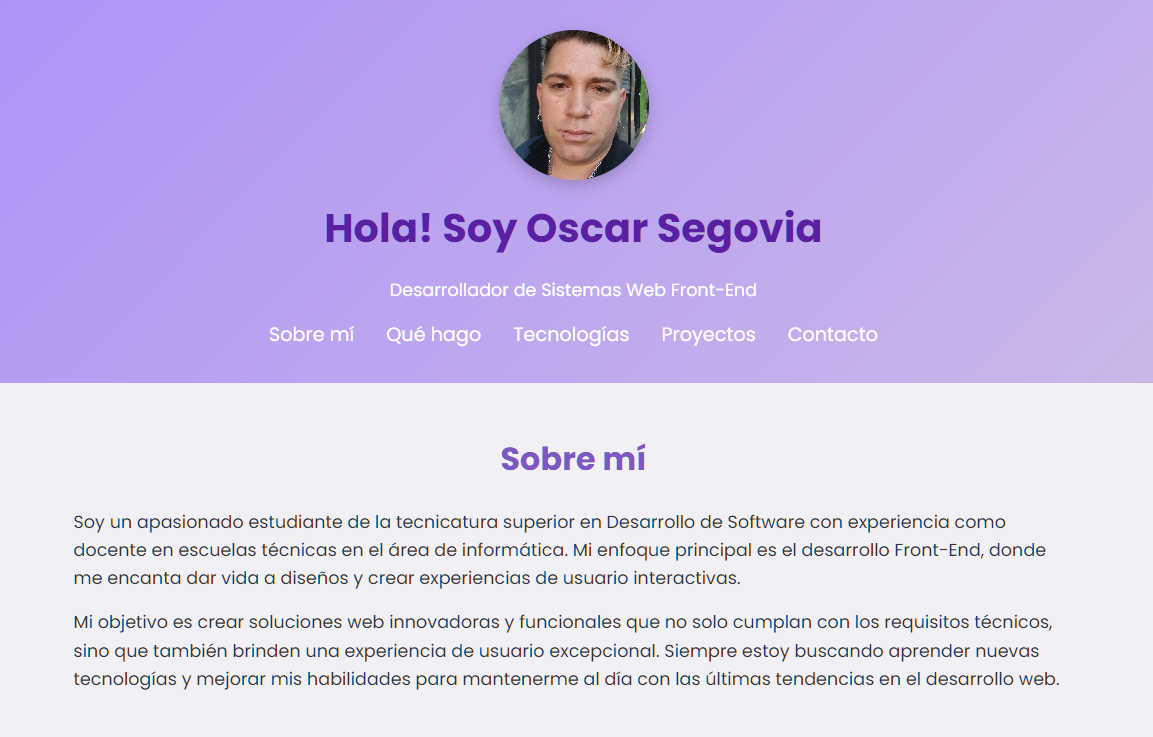 Hola! Soy Oscar Segovia
Desarrollador de Sistemas Web Front-End
Sobre mí Qué hago Tecnologías Proyectos Contacto
Sobre mí
Soy un apasionado estudiante de la tecnicatura superior en Desarrollo de Software con experiencia como
docente en escuelas técnicas en el área de informática. Mi enfoque principal es el desarrollo Front-End, donde
me encanta dar vida a diseños y crear experiencias de usuario interactivas.
Mi objetivo es crear soluciones web innovadoras y funcionales que no solo cumplan con los requisitos técnicos,
sino que también brinden una experiencia de usuario excepcional. Siempre estoy buscando aprender nuevas
tecnologías y mejorar mis habilidades para mantenerme al día con las últimas tendencias en el desarrollo web.